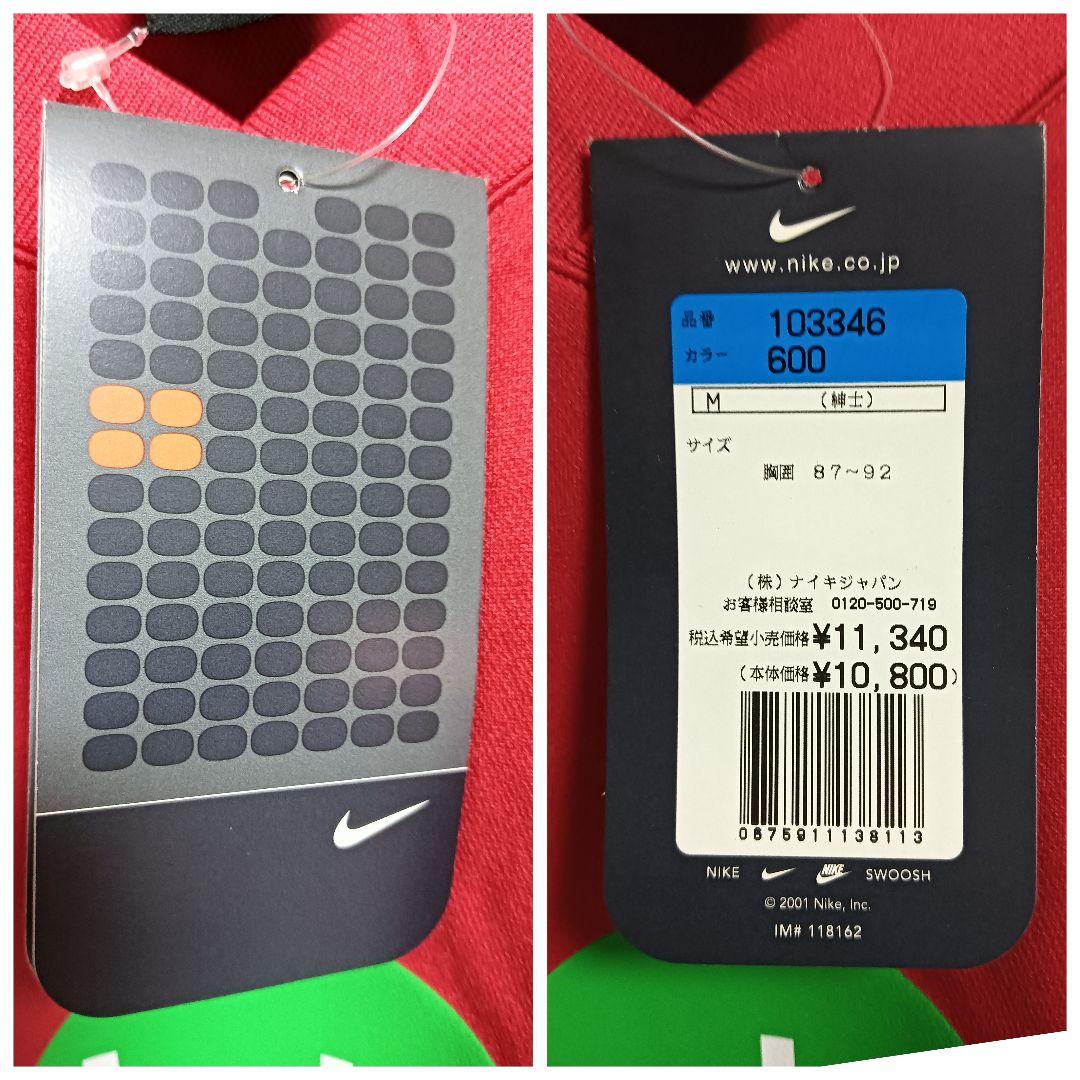 www.nike.co.jp
品番 103346
カラー 600
M (紳士)
サイズ
胸囲 87〜92
(株)ナイキジャパン
お客様相談室 0120-500-719
税込希望小売価格 ¥11,340
(本体価格 ¥10,800)
0675911138113
NIKE NIKE SWOOSH
© 2001 Nike, Inc.
IM# 118162